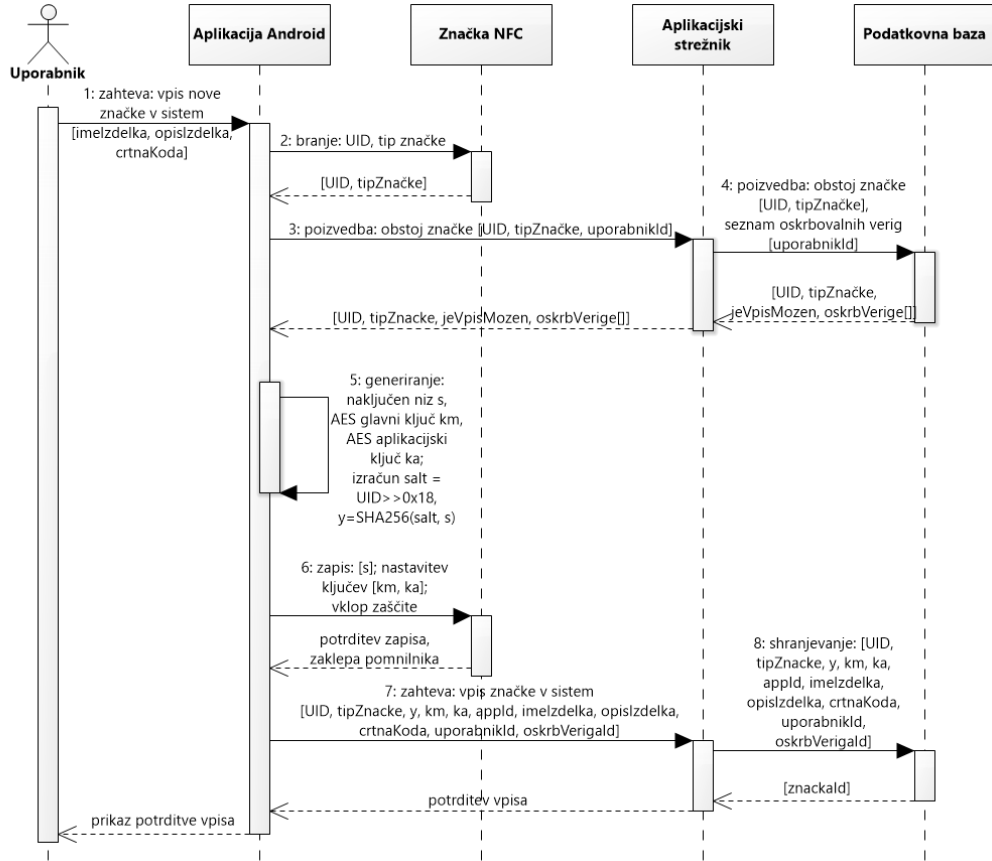 Uporabnik
Aplikacija Android
Značka NFC
Aplikacijski
strežnik
Podatkovna baza
1: zahteva: vpis nove
značke v sistem
[imeIzdelka, opisIzdelka,
crtnaKoda]
2: branje: UID, tip značke
[UID, tipZnačke]
3: poizvedba: obstoj značke [UID, tipZnačke, uporabnikId]
4: poizvedba: obstoj značke
[UID, tipZnačke],
seznam oskrbovalnih verig
[uporabnikId]
[UID, tipZnačke,
jeVpisMozen, oskrbVerige[]]
[UID, tipZnacke, jeVpisMozen, oskrbVerige[]]
5: generiranje:
naključen niz s,
AES glavni ključ km,
AES aplikacijski
ključ ka;
izračun salt =
UID>>0x18,
y=SHA256(salt, s)
6: zapis: [s]; nastavitev
ključev [km, ka];
vklop zaščite
potrditev zapisa,
zaklepa pomnilnika
7: zahteva: vpis značke v sistem
[UID, tipZnacke, y, km, ka, appId, imeIzdelka, opisIzdelka,
crtnaKoda, uporabnikId, oskrbVerigaId]
8: shranjevanje: [UID,
tipZnacke, y, km, ka,
appId, imeIzdelka,
opisIzdelka, crtnaKoda,
uporabnikId,
oskrbVerigaId]
[znackaId]
potrditev vpisa
prikaz potrditve vpisa